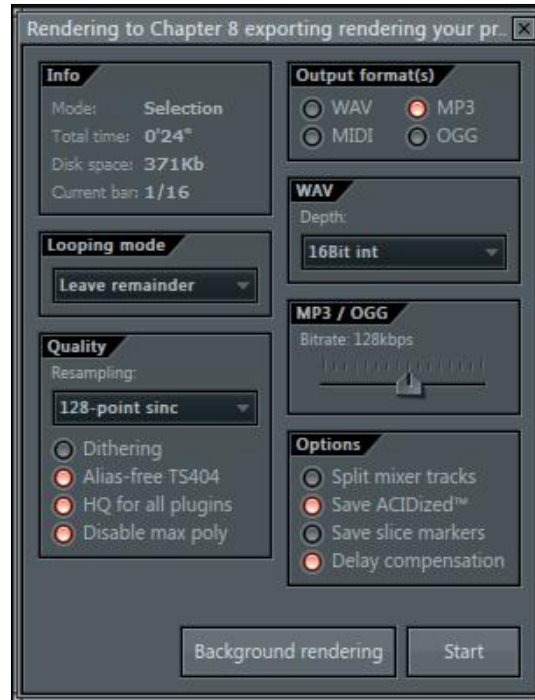 Rendering to Chapter 8 exporting rendering your pr..
Info
Mode: Selection
Total time: 0'24"
Disk space: 371Kb
Current bar: 1/16
Looping mode
Leave remainder
Quality
Resampling:
128-point sinc
Dithering
Alias-free TS404
HQ for all plugins
Disable max poly
Output format(s)
WAV MP3
MIDI OGG
WAV
Depth:
16Bit int
MP3 / OGG
Bitrate: 128kbps
Options
Split mixer tracks
Save ACIDized™
Save slice markers
Delay compensation
Background rendering
Start